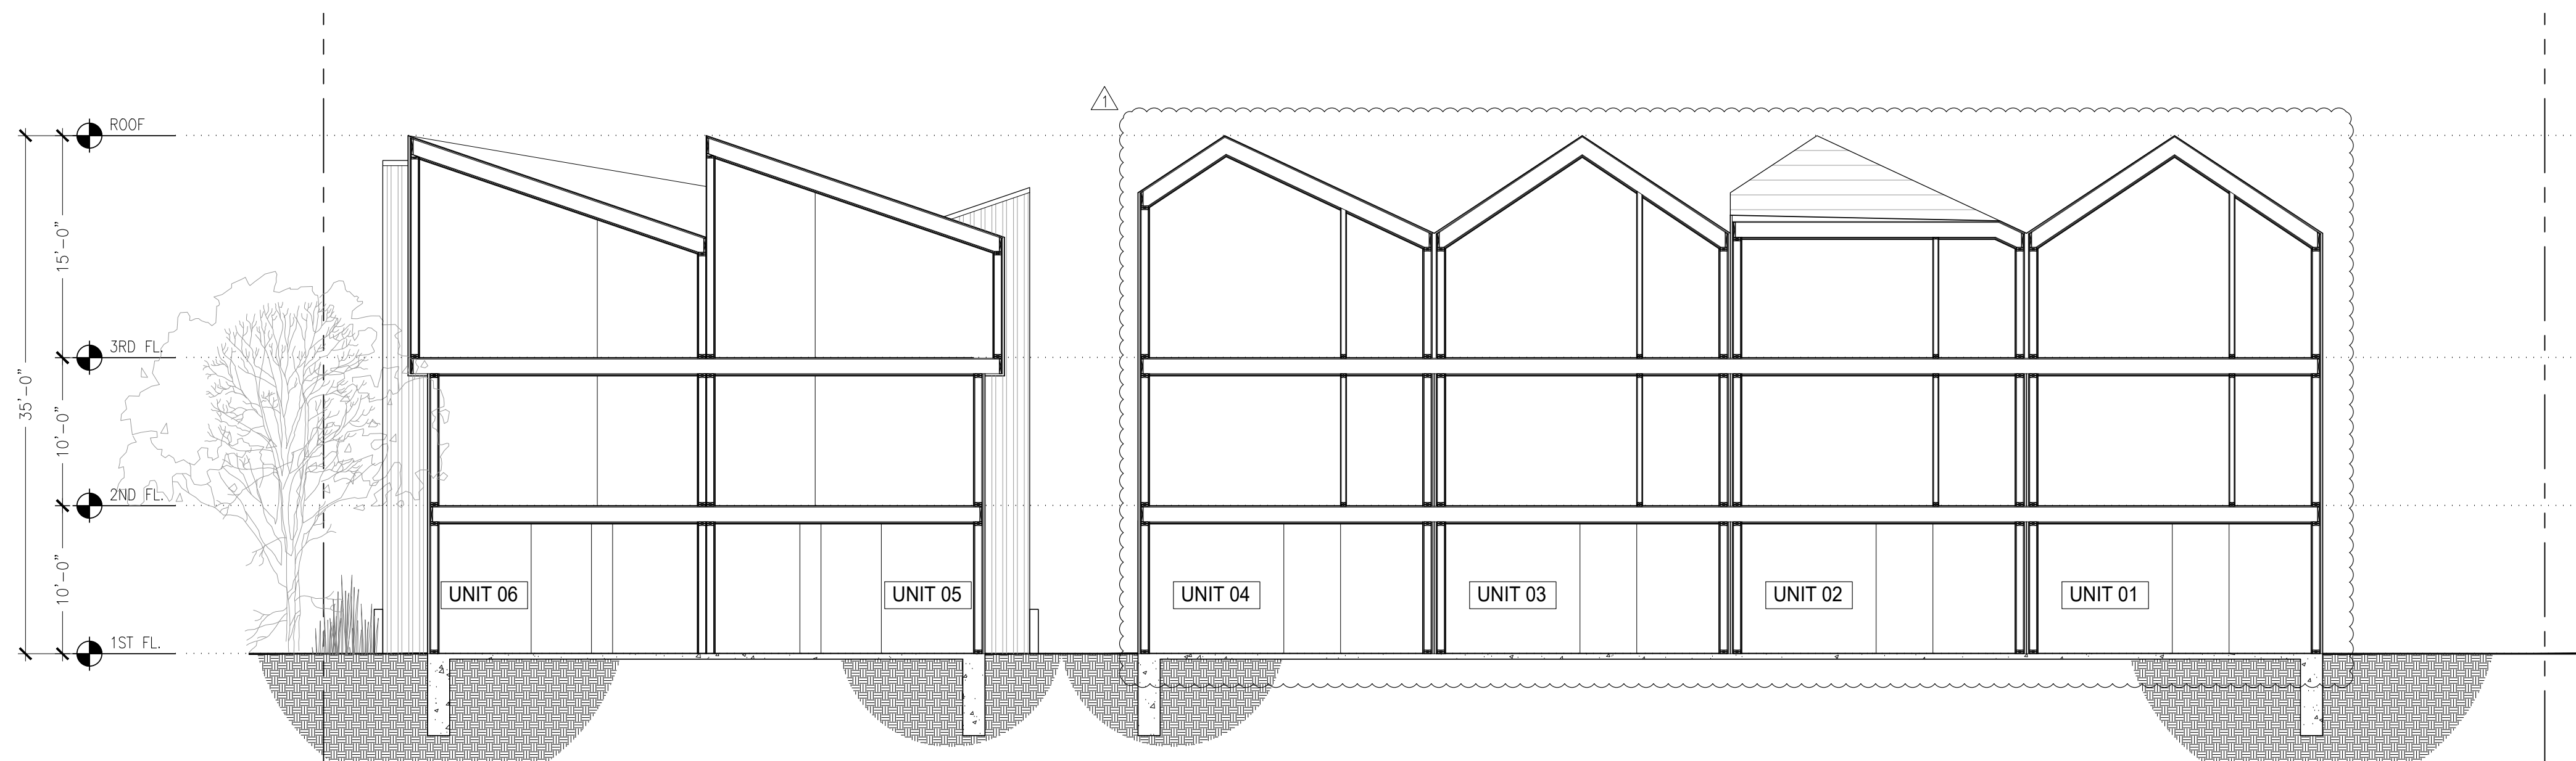 1
ROOF
15'-0"
3RD FL.
35'-0"
10'-0"
2ND FL.
10'-0"
UNIT 06
UNIT 05
UNIT 04
UNIT 03
UNIT 02
UNIT 01
1ST FL.